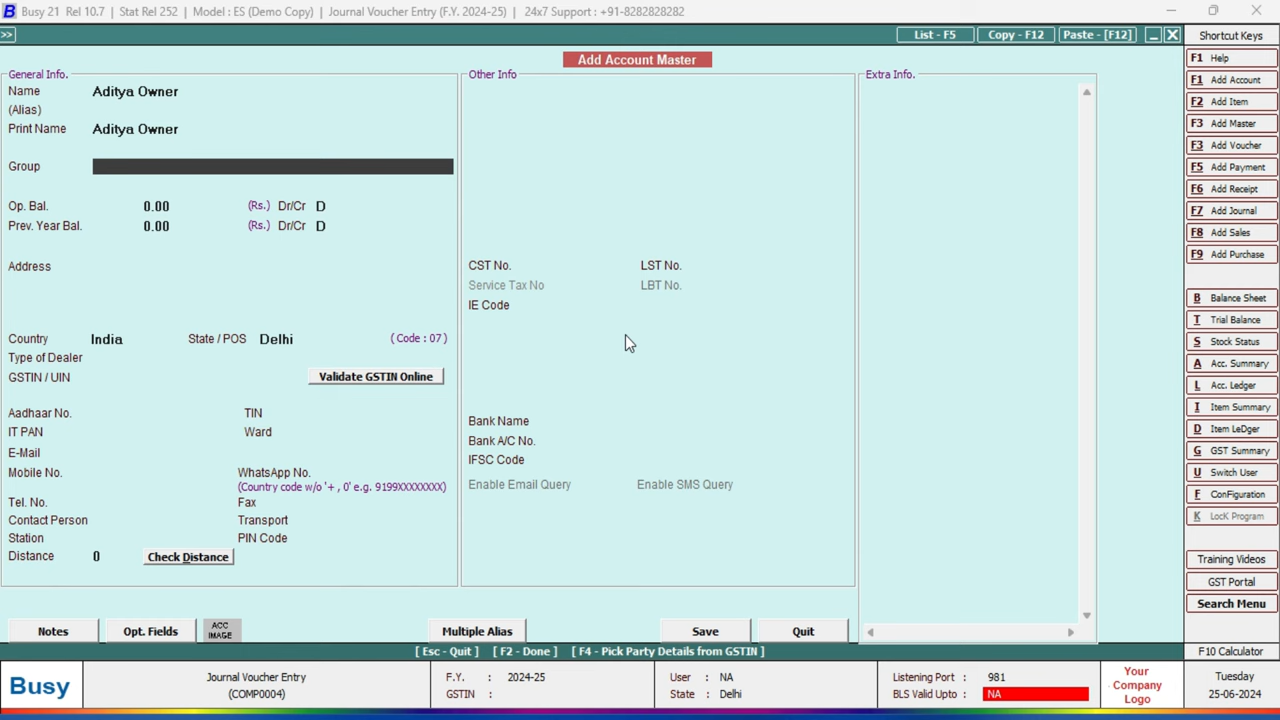 Busy 21 Rel 10.7 | Stat Rel 252 | Model : ES (Demo Copy) | Journal Voucher Entry (F.Y. 2024-25) | 24x7 Support : +91-8282828282
>> List - F5 Copy - F12 Paste - [F12] Shortcut Keys
Add Account Master
General Info. Other Info Extra Info.
Name Aditya Owner
(Alias)
Print Name Aditya Owner
Group
Op. Bal. 0.00 (Rs.) Dr/Cr D
Prev. Year Bal. 0.00 (Rs.) Dr/Cr D
Address
Country India State / POS Delhi ( Code : 07 )
Type of Dealer
GSTIN / UIN Validate GSTIN Online
Aadhaar No. TIN
IT PAN Ward
E-Mail
Mobile No. WhatsApp No.
(Country code w/o '+ , 0' e.g. 9199XXXXXXXX)
Tel. No. Fax
Contact Person Transport
Station PIN Code
Distance 0 Check Distance
CST No. LST No.
Service Tax No LBT No.
IE Code
Bank Name
Bank A/C No.
IFSC Code
Enable Email Query Enable SMS Query
Notes Opt. Fields ACC IMAGE Multiple Alias Save Quit
[ Esc - Quit ] [ F2 - Done ] [ F4 - Pick Party Details from GSTIN ]
F1 Help
F1 Add Account
F2 Add Item
F3 Add Master
F3 Add Voucher
F5 Add Payment
F6 Add Receipt
F7 Add Journal
F8 Add Sales
F9 Add Purchase
B Balance Sheet
T Trial Balance
S Stock Status
A Acc. Summary
L Acc. Ledger
I Item Summary
D Item LeDger
G GST Summary
U Switch User
F ConFiguration
K LocK Program
Training Videos
GST Portal
Search Menu
F10 Calculator
Busy
Journal Voucher Entry
(COMP0004)
F.Y. : 2024-25
GSTIN :
User : NA
State : Delhi
Listening Port : 981
BLS Valid Upto : NA
Your
Company
Logo
Tuesday
25-06-2024